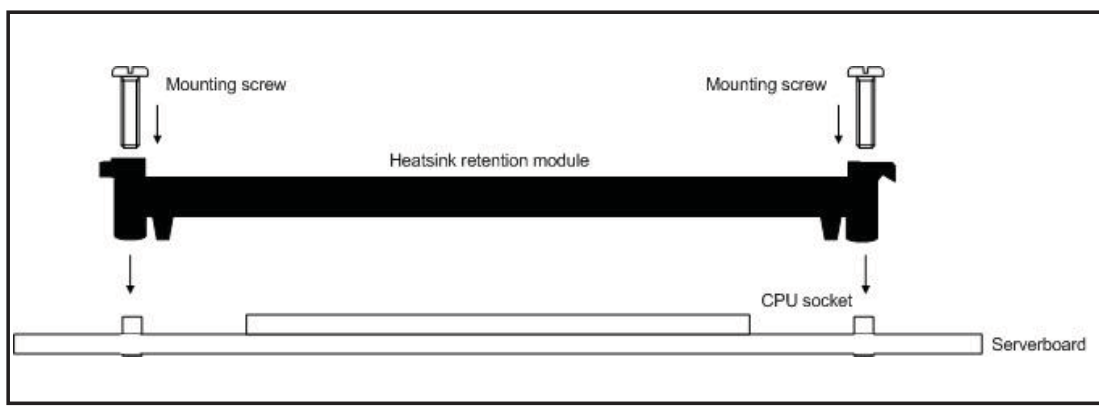 Mounting screw
Mounting screw
Heatsink retention module
CPU socket
Serverboard